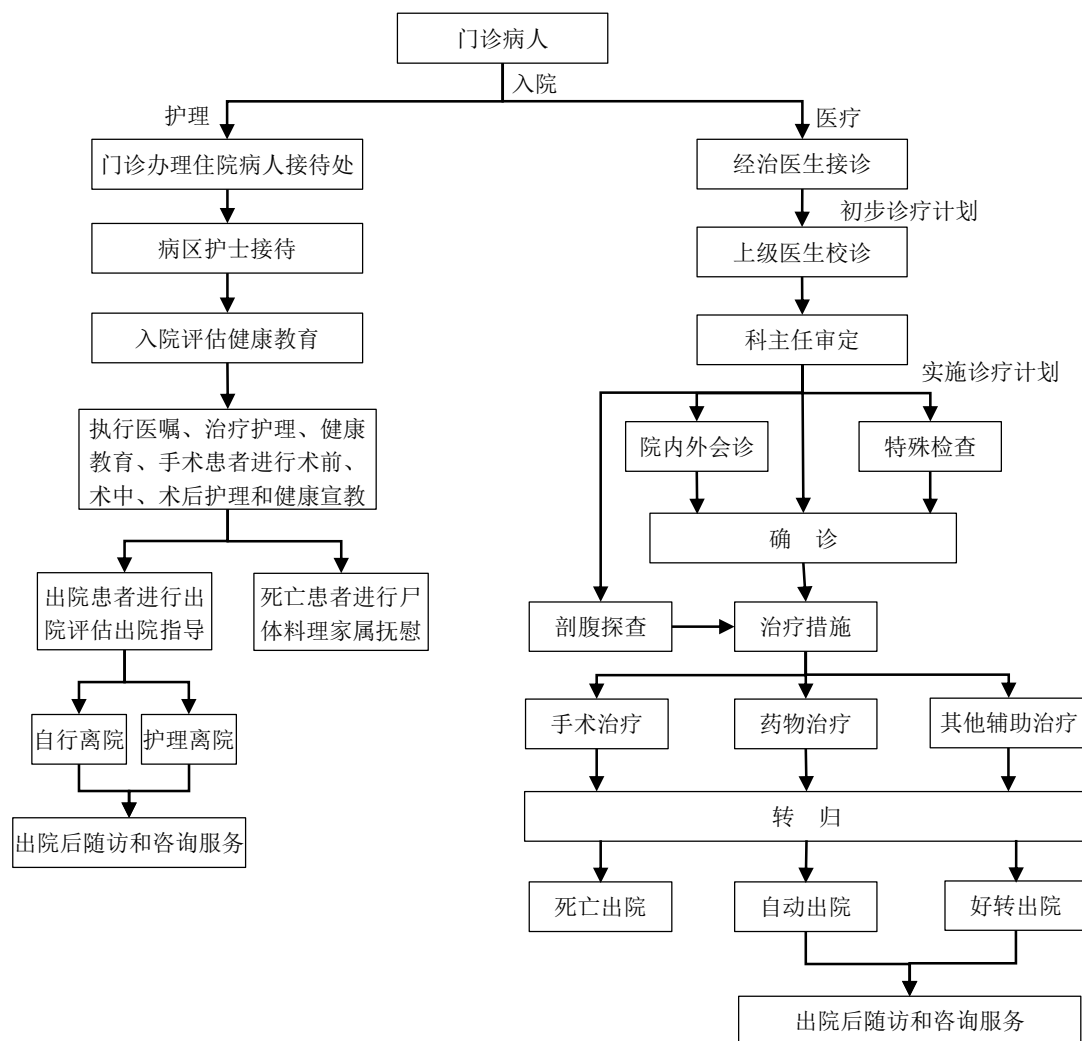 门诊病人
入院
护理
医疗
门诊办理住院病人接待处
经治医生接诊
初步诊疗计划
病区护士接待
上级医生校诊
入院评估健康教育
科主任审定
实施诊疗计划
执行医嘱、治疗护理、健康
教育、手术患者进行术前、
术中、术后护理和健康宣教
院内外会诊
特殊检查
确 诊
出院患者进行出
院评估出院指导
死亡患者进行尸
体料理家属抚慰
剖腹探查
治疗措施
自行离院
护理离院
手术治疗
药物治疗
其他辅助治疗
出院后随访和咨询服务
转 归
死亡出院
自动出院
好转出院
出院后随访和咨询服务